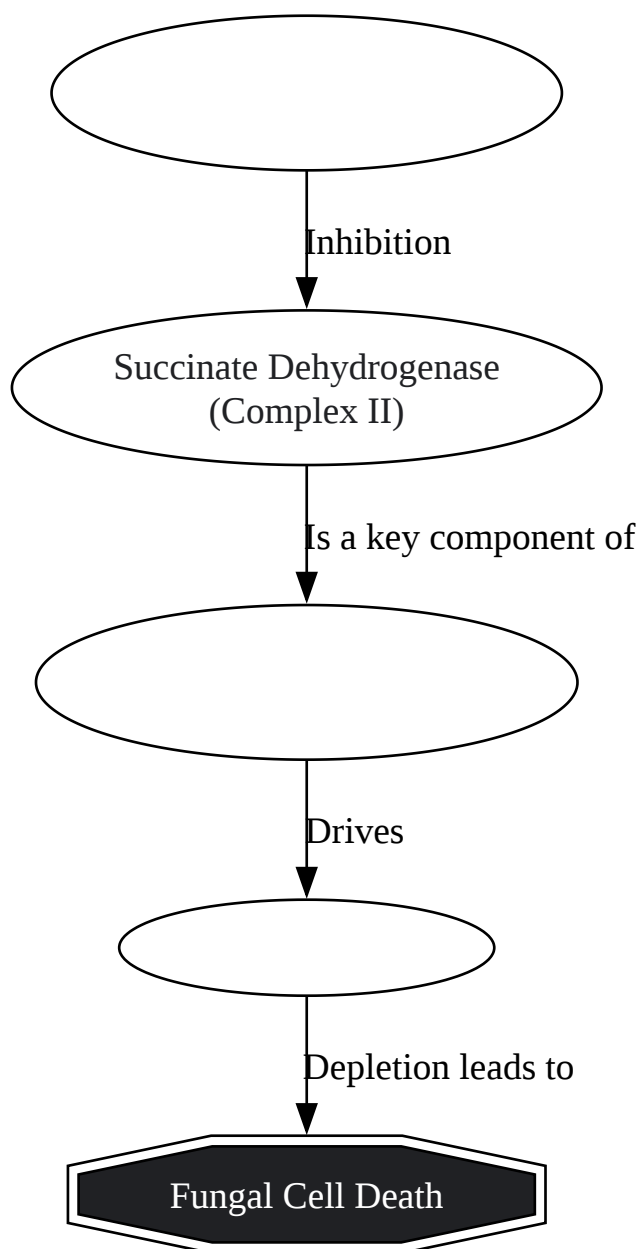 Inhibition
Succinate Dehydrogenase
(Complex II)
Is a key component of
Drives
Depletion leads to
Fungal Cell Death